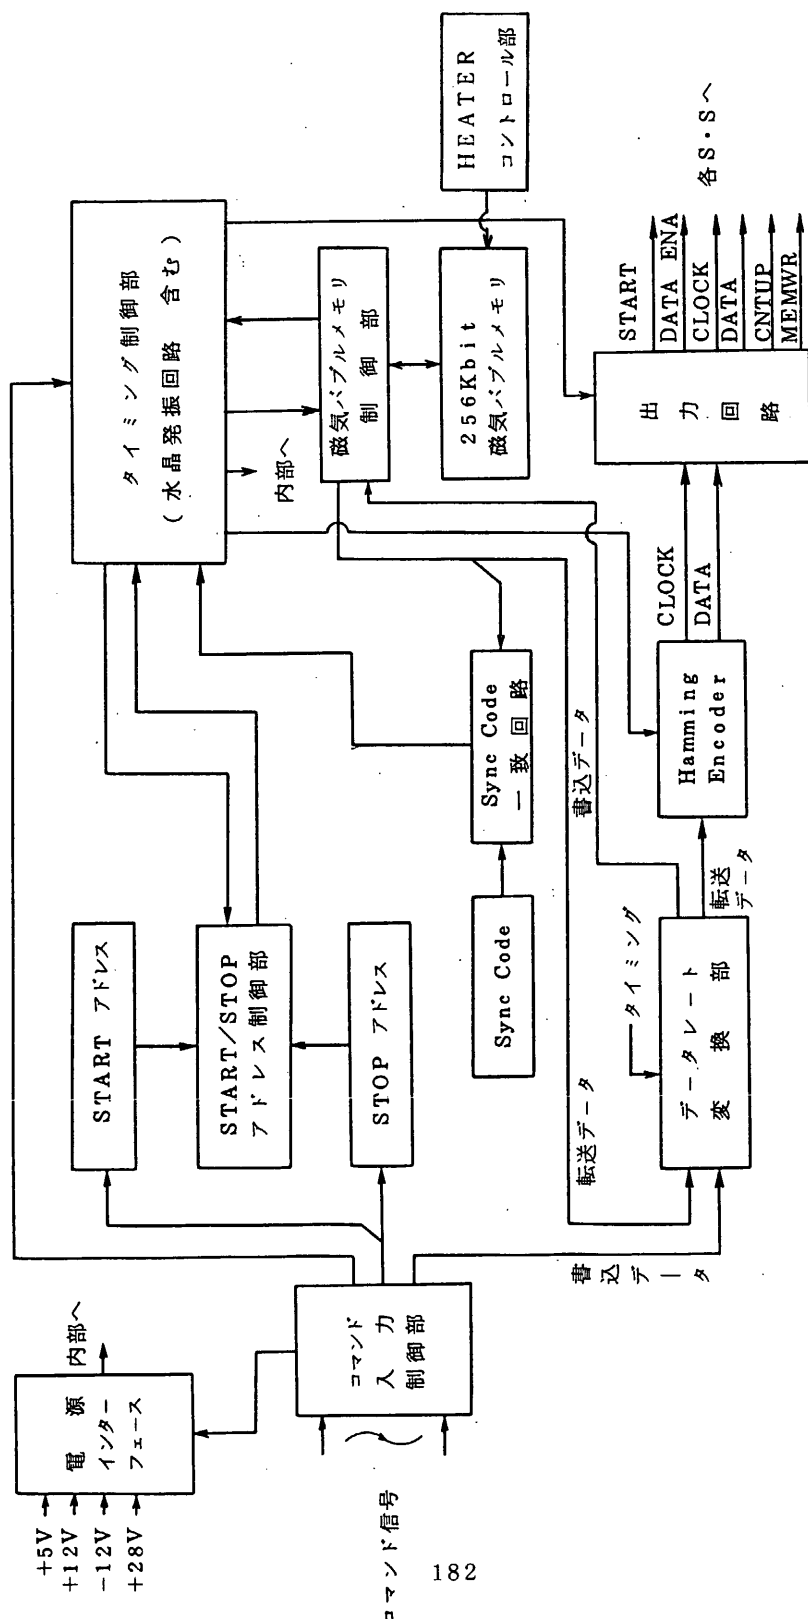 +5V
+12V
-12V
+28V
電源
インター
フェース
内部へ
コマンド信号
コマンド
入力
制御部
START アドレス
START/STOP
アドレス制御部
STOP アドレス
タイミング制御部
(水晶発振回路 含む)
内部へ
磁気バブルメモリ
制御部
256Kbit
磁気バブルメモリ
HEATER
コントロール部
Sync Code
Sync Code
一致回路
書込データ
転送データ
書込データ
タイミング
データレート
変換部
転送
データ
Hamming
Encoder
CLOCK
DATA
出力回路
START
DATA ENA
CLOCK
DATA
CNTUP
MEMWR
各S・Sへ
182